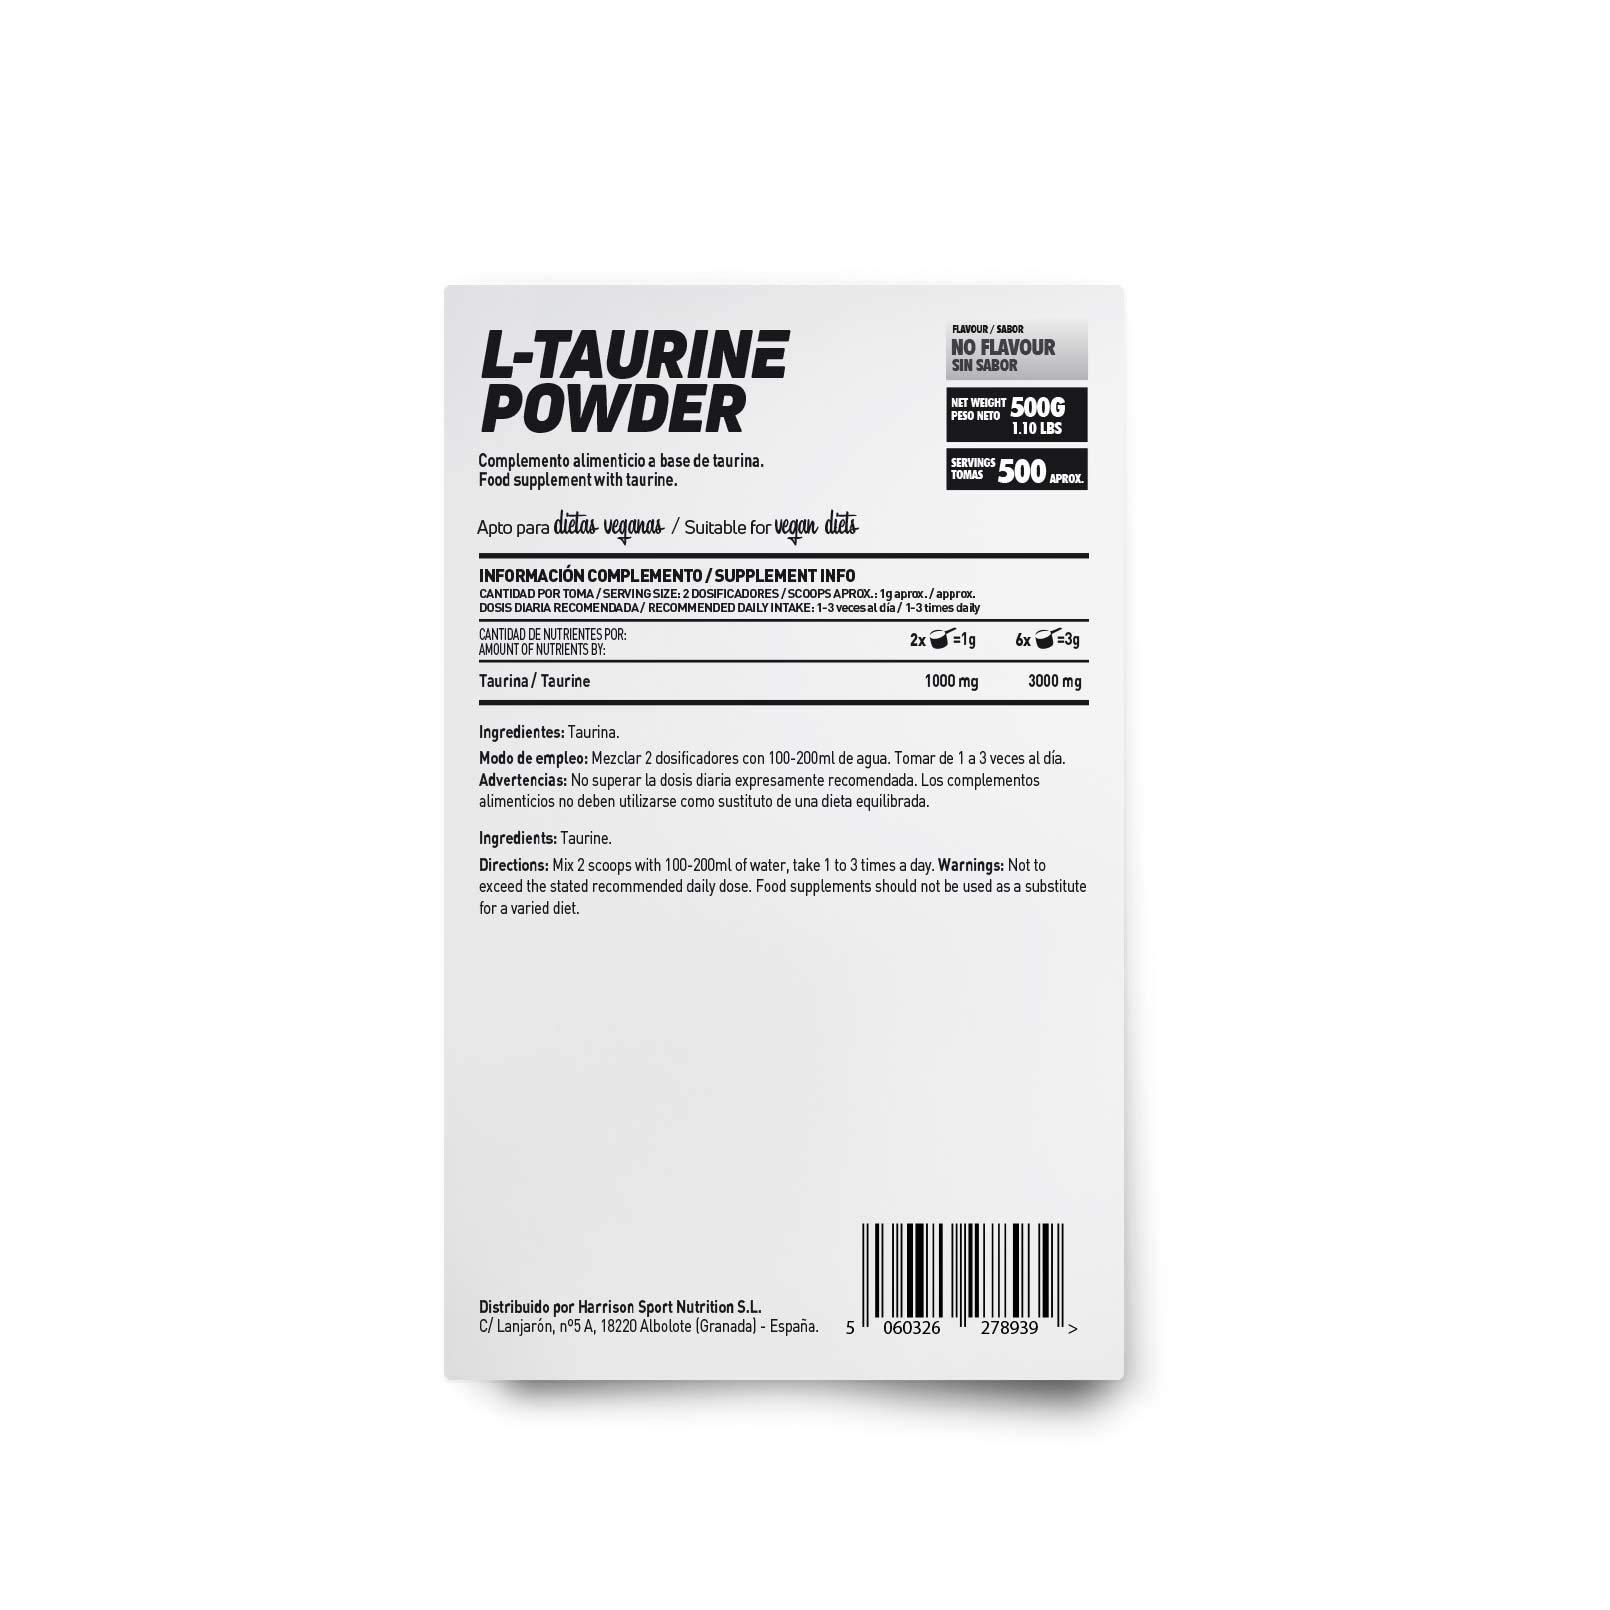 L-TAURINE
POWDER
Complemento alimenticio a base de taurina.
Food supplement with taurine.
Apto para dietas veganas / Suitable for vegan diets
FLAVOUR / SABOR
NO FLAVOUR
SIN SABOR
NET WEIGHT
PESO NETO
500G
1.10 LBS
SERVINGS
TOMAS
500 APROX.
INFORMACIÓN COMPLEMENTO / SUPPLEMENT INFO
CANTIDAD POR TOMA / SERVING SIZE: 2 DOSIFICADORES / SCOOPS APROX.: 1g aprox. / approx.
DOSIS DIARIA RECOMENDADA / RECOMMENDED DAILY INTAKE: 1-3 veces al día / 1-3 times daily
CANTIDAD DE NUTRIENTES POR:
AMOUNT OF NUTRIENTS BY:
2x =1g 6x =3g
Taurina / Taurine 1000 mg 3000 mg
Ingredientes: Taurina.
Modo de empleo: Mezclar 2 dosificadores con 100-200ml de agua. Tomar de 1 a 3 veces al día.
Advertencias: No superar la dosis diaria expresamente recomendada. Los complementos
alimenticios no deben utilizarse como sustituto de una dieta equilibrada.
Ingredients: Taurine.
Directions: Mix 2 scoops with 100-200ml of water, take 1 to 3 times a day. Warnings: Not to
exceed the stated recommended daily dose. Food supplements should not be used as a substitute
for a varied diet.
Distribuido por Harrison Sport Nutrition S.L.
C/ Lanjarón, nº5 A, 18220 Albolote (Granada) - España.
5 060326 278939 >